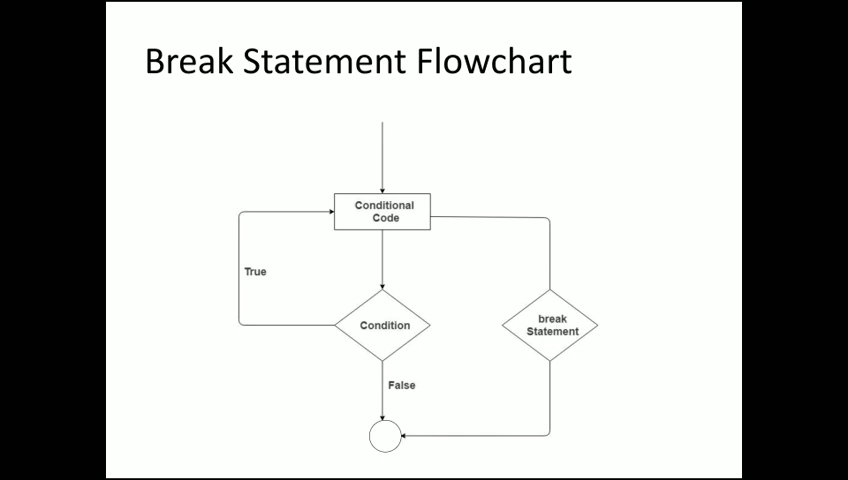 Break Statement Flowchart
Conditional
Code
True
Condition
break
Statement
False